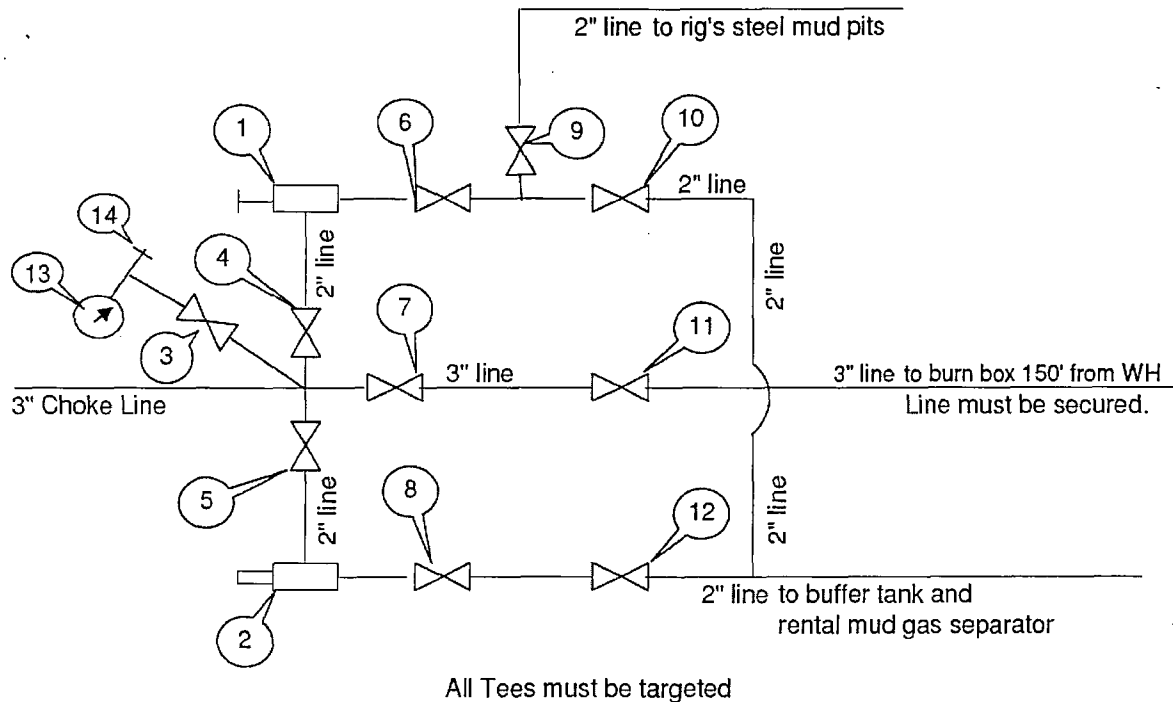 2" line to rig's steel mud pits
1
6
9
10
2" line
14
13
4
2" line
2" line
3
7
11
3" line
3" line to burn box 150' from WH
3" Choke Line
Line must be secured.
5
2" line
8
12
2" line
2
2" line to buffer tank and
rental mud gas separator
All Tees must be targeted